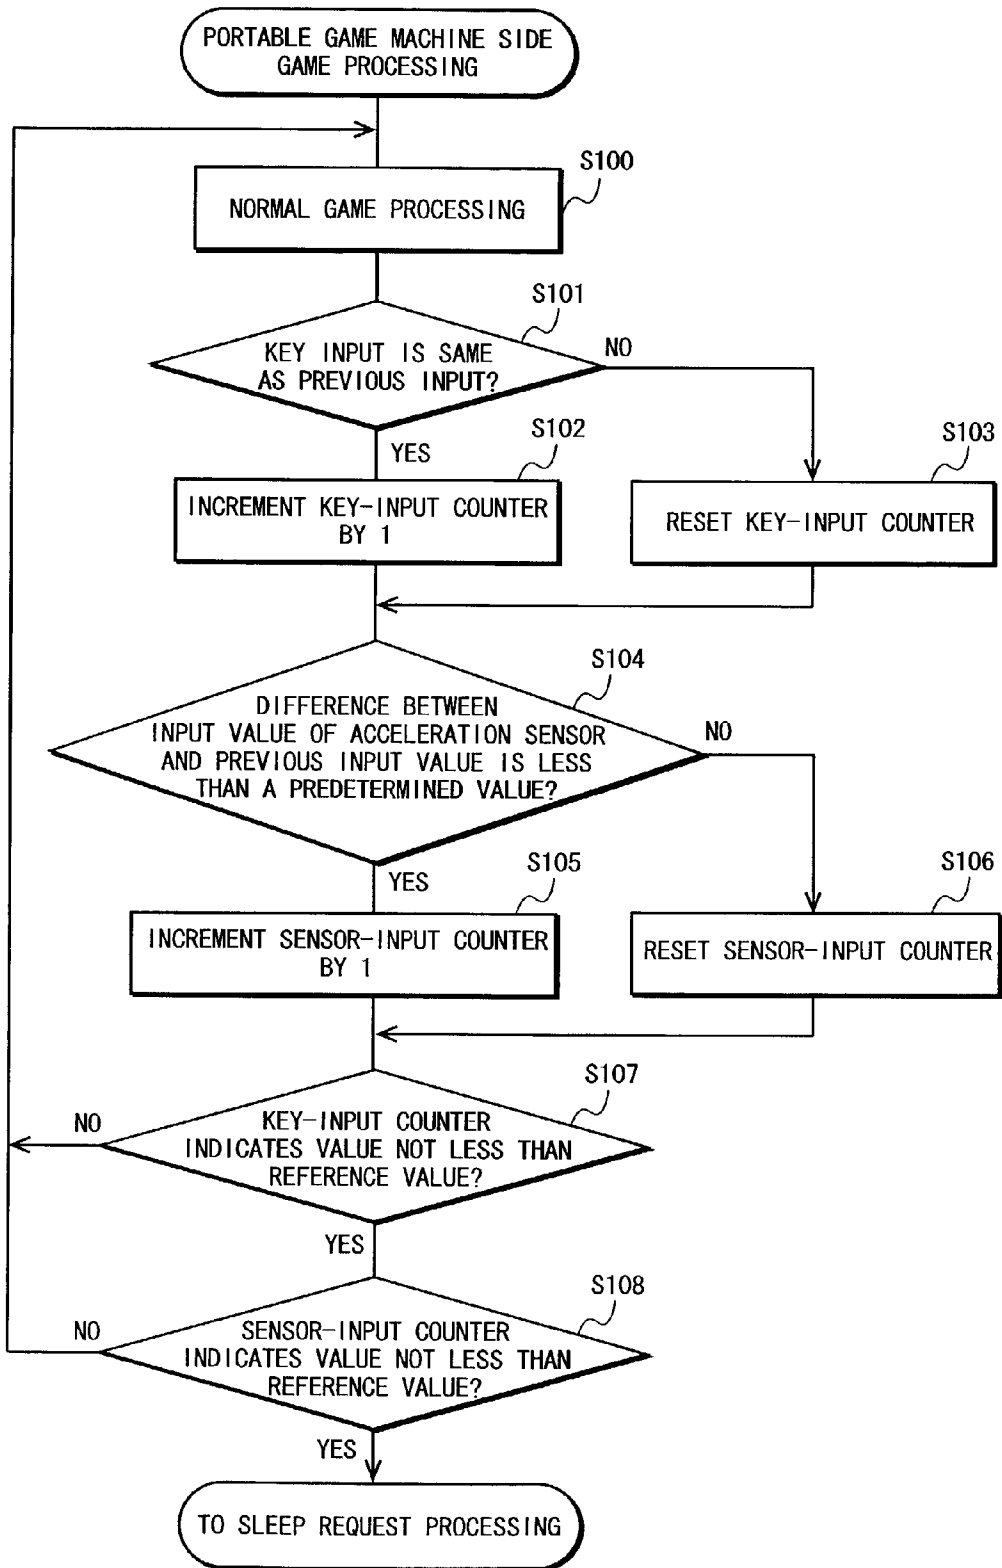 PORTABLE GAME MACHINE SIDE
GAME PROCESSING
S100
NORMAL GAME PROCESSING
S101
KEY INPUT IS SAME
AS PREVIOUS INPUT?
NO
YES
S102
INCREMENT KEY-INPUT COUNTER
BY 1
S103
RESET KEY-INPUT COUNTER
S104
DIFFERENCE BETWEEN
INPUT VALUE OF ACCELERATION SENSOR
AND PREVIOUS INPUT VALUE IS LESS
THAN A PREDETERMINED VALUE?
NO
YES
S105
INCREMENT SENSOR-INPUT COUNTER
BY 1
S106
RESET SENSOR-INPUT COUNTER
S107
KEY-INPUT COUNTER
INDICATES VALUE NOT LESS THAN
REFERENCE VALUE?
NO
YES
S108
SENSOR-INPUT COUNTER
INDICATES VALUE NOT LESS THAN
REFERENCE VALUE?
NO
YES
TO SLEEP REQUEST PROCESSING